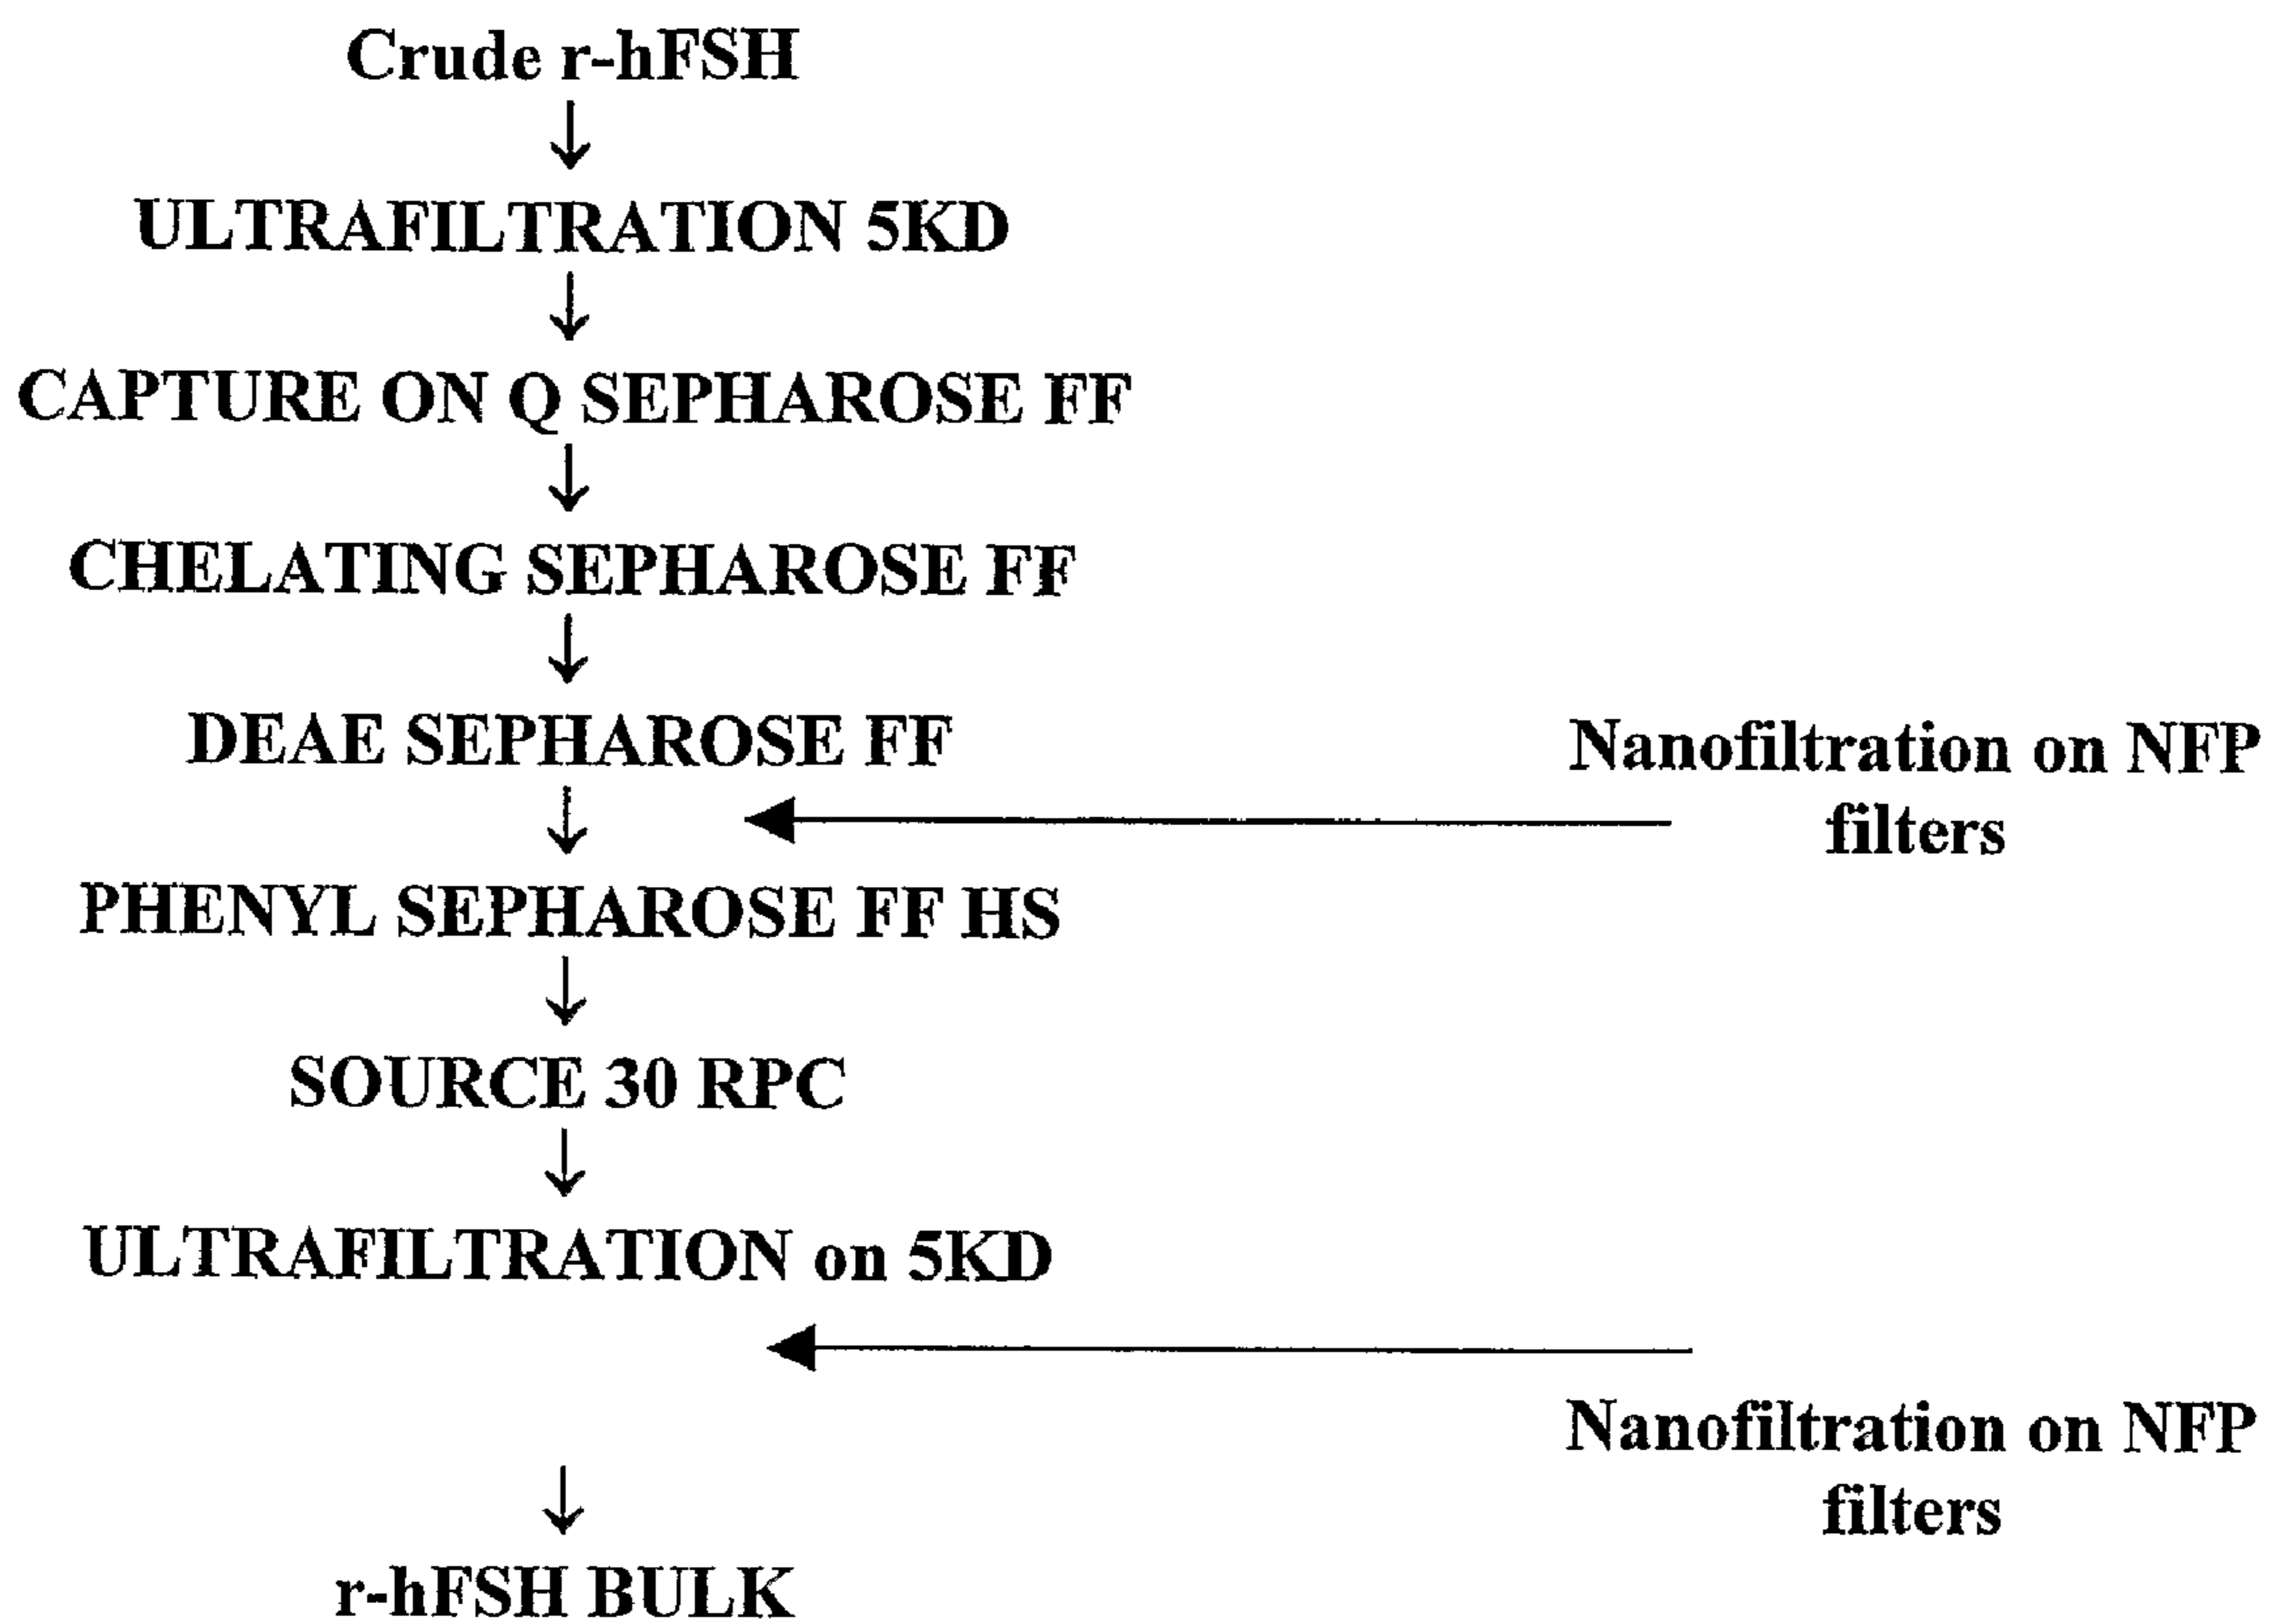 Crude r-hFSH
↓
ULTRAFILTRATION 5KD
↓
CAPTURE ON Q SEPHAROSE FF
↓
CHELATING SEPHAROSE FF
↓
DEAE SEPHAROSE FF
Nanofiltration on NFP
filters
↓
PHENYL SEPHAROSE FF HS
↓
SOURCE 30 RPC
↓
ULTRAFILTRATION on 5KD
Nanofiltration on NFP
filters
↓
r-hFSH BULK